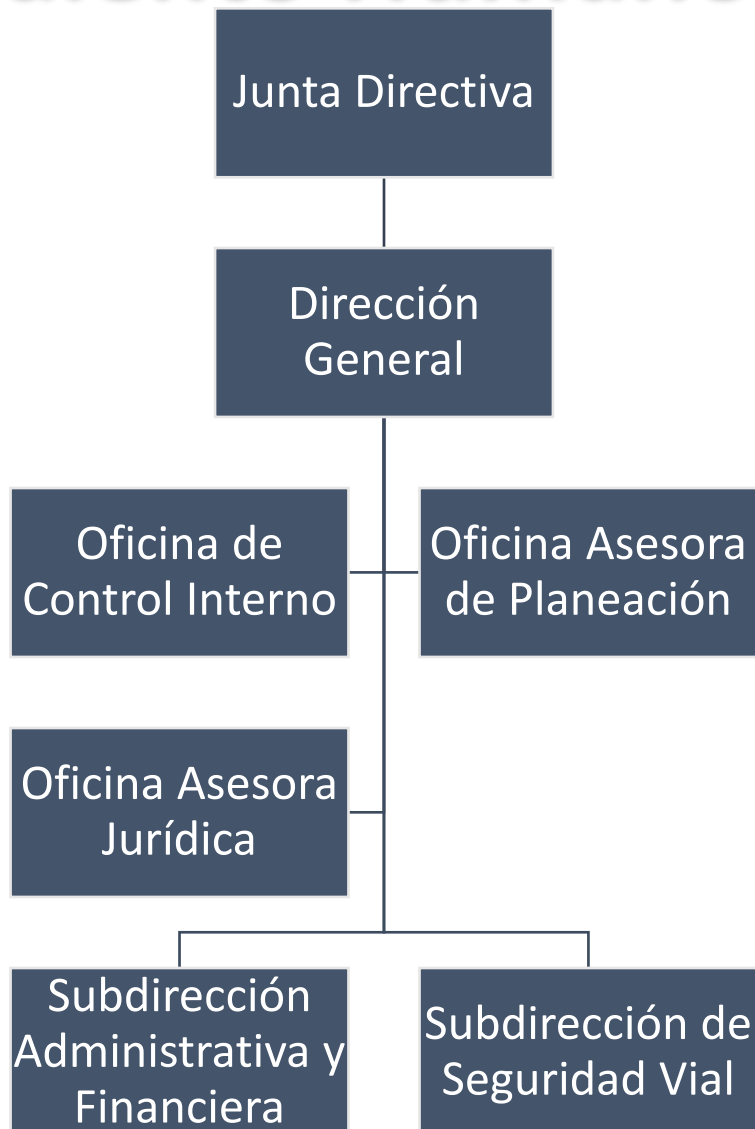 Junta Directiva
Dirección
General
Oficina de
Control Interno
Oficina Asesora
de Planeación
Oficina Asesora
Jurídica
Subdirección
Administrativa y
Financiera
Subdirección de
Seguridad Vial